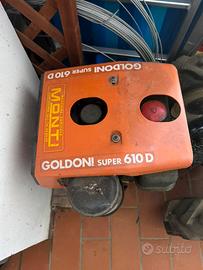 GOLDONI SUPER 610 D
MONTI
GOLDONI SUPER 610 D
subito